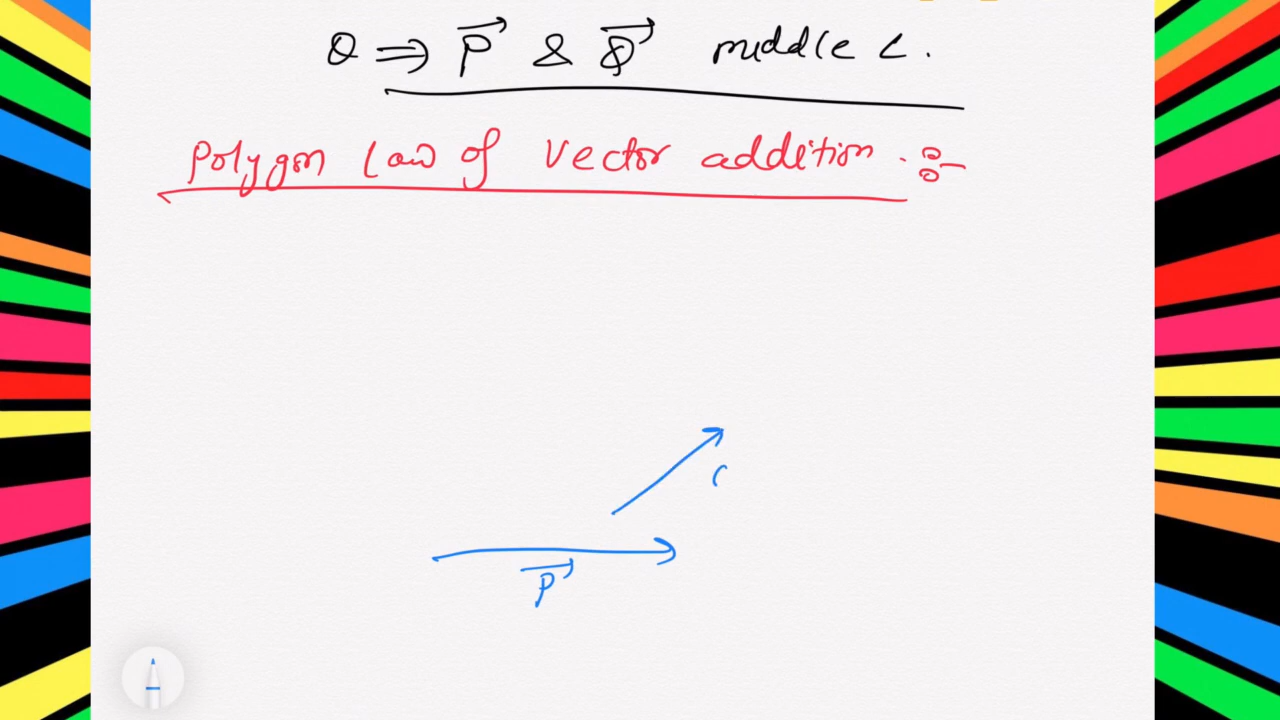 θ ⇒ P⃗ & Q⃗ middle ∠.
Polygon Law of Vector addition :-
P⃗